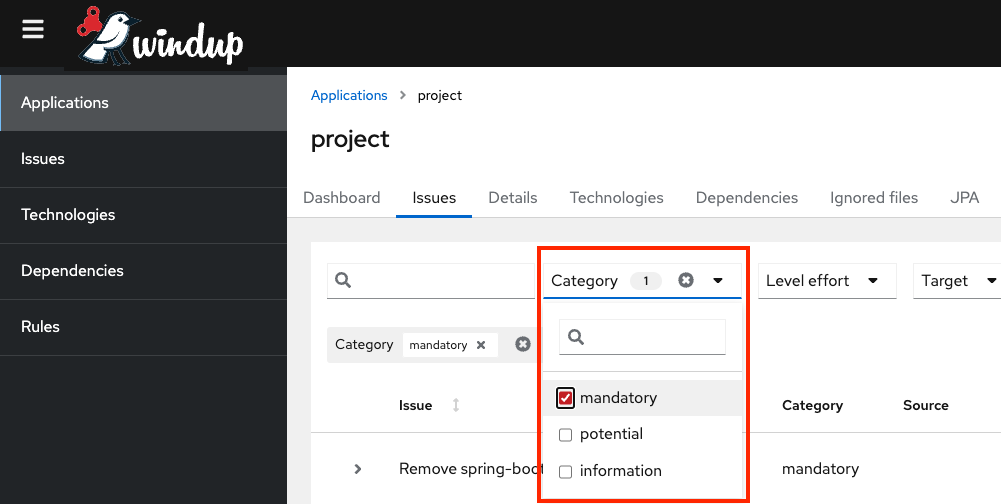 windup
Applications
Issues
Technologies
Dependencies
Rules
Applications > project
project
Dashboard Issues Details Technologies Dependencies Ignored files JPA
Category 1 Level effort Target
Category mandatory
mandatory
potential
information
Issue Category Source
Remove spring-boot mandatory